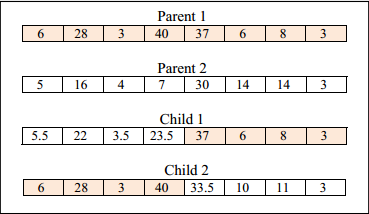 Parent 1
6 28 3 40 37 6 8 3
Parent 2
5 16 4 7 30 14 14 3
Child 1
5.5 22 3.5 23.5 37 6 8 3
Child 2
6 28 3 40 33.5 10 11 3